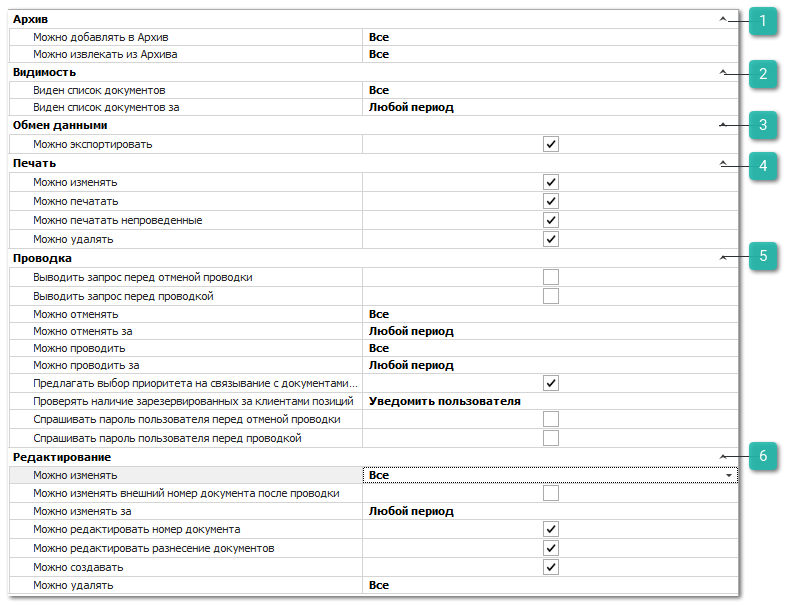 Архив 1
Можно добавлять в Архив Все
Можно извлекать из Архива Все
Видимость 2
Виден список документов Все
Виден список документов за Любой период
Обмен данными 3
Можно экспортировать
Печать 4
Можно изменять
Можно печатать
Можно печатать непроведенные
Можно удалять
Проводка 5
Выводить запрос перед отменой проводки
Выводить запрос перед проводкой
Можно отменять Все
Можно отменять за Любой период
Можно проводить Все
Можно проводить за Любой период
Предлагать выбор приоритета на связывание с документами...
Проверять наличие зарезервированных за клиентами позиций Уведомить пользователя
Спрашивать пароль пользователя перед отменой проводки
Спрашивать пароль пользователя перед проводкой
Редактирование 6
Можно изменять Все
Можно изменять внешний номер документа после проводки
Можно изменять за Любой период
Можно редактировать номер документа
Можно редактировать разнесение документов
Можно создавать
Можно удалять Все